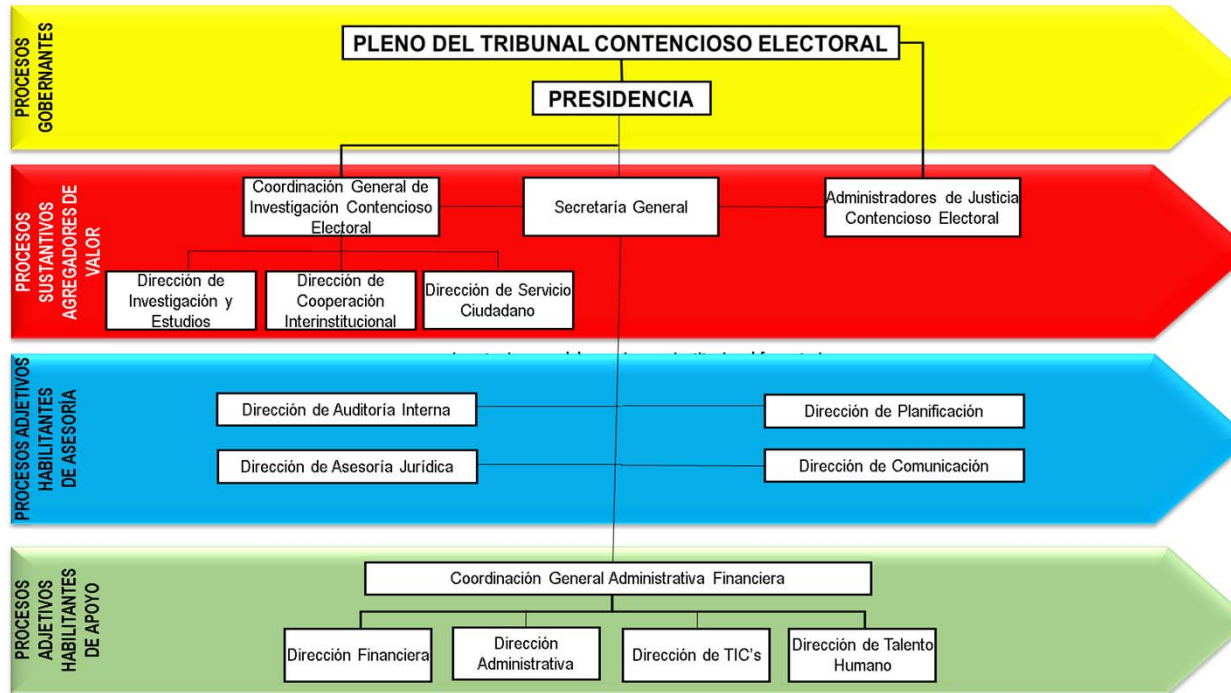 PROCESOS
GOBERNANTES
PLENO DEL TRIBUNAL CONTENCIOSO ELECTORAL
PRESIDENCIA
PROCESOS
SUSTANTIVOS
AGREGADORES DE
VALOR
Coordinación General de
Investigación Contencioso
Electoral
Secretaría General
Administradores de Justicia
Contencioso Electoral
Dirección de
Investigación y
Estudios
Dirección de
Cooperación
Interinstitucional
Dirección de Servicio
Ciudadano
PROCESOS ADJETIVOS
HABILITANTES
DE ASESORÍA
Dirección de Auditoría Interna
Dirección de Planificación
Dirección de Asesoría Jurídica
Dirección de Comunicación
PROCESOS
ADJETIVOS
HABILITANTES
DE APOYO
Coordinación General Administrativa Financiera
Dirección Financiera
Dirección
Administrativa
Dirección de TIC's
Dirección de Talento
Humano